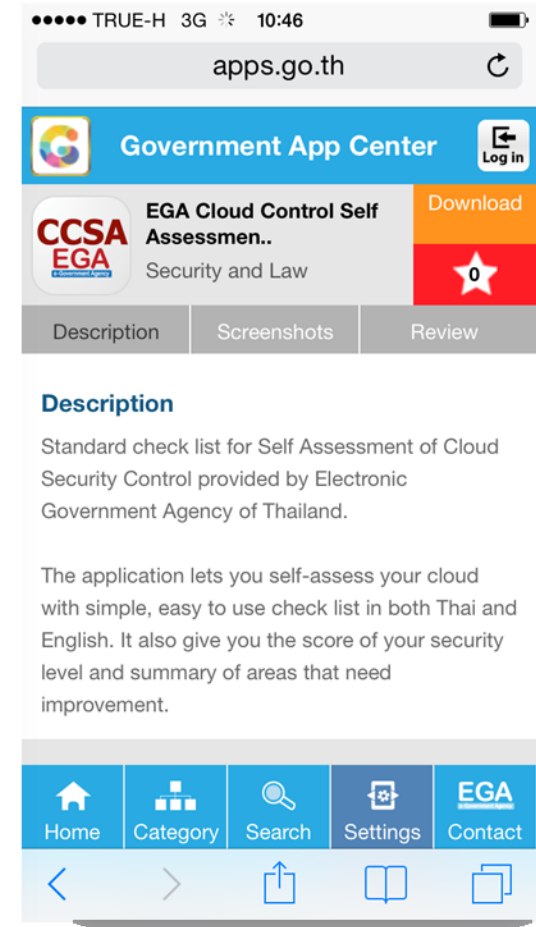 TRUE-H 3G 10:46
apps.go.th
Government App Center
Log in
CCSA
EGA
e-Government Agency
EGA Cloud Control Self
Assessmen..
Security and Law
Download
0
Description Screenshots Review
Description
Standard check list for Self Assessment of Cloud
Security Control provided by Electronic
Government Agency of Thailand.
The application lets you self-assess your cloud
with simple, easy to use check list in both Thai and
English. It also give you the score of your security
level and summary of areas that need
improvement.
EGA
Home Category Search Settings Contact